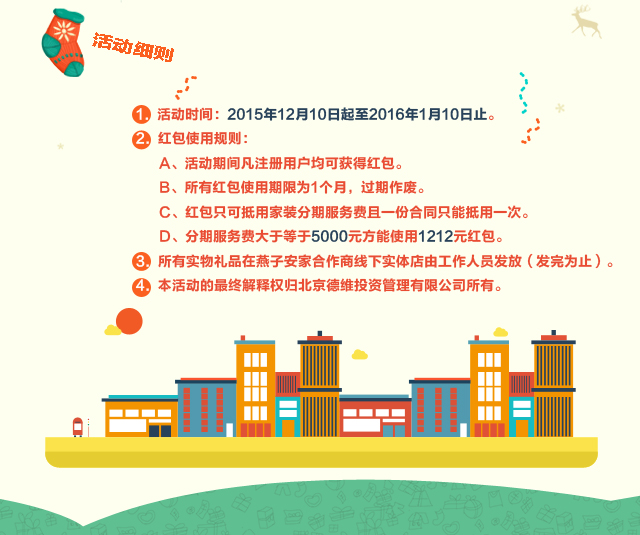 活动细则
1. 活动时间：2015年12月10日起至2016年1月10日止。
2. 红包使用规则：
A、活动期间凡注册用户均可获得红包。
B、所有红包使用期限为1个月，过期作废。
C、红包只可抵用家装分期服务费且一份合同只能抵用一次。
D、分期服务费大于等于5000元方能使用1212元红包。
3. 所有实物礼品在燕子安家合作商线下实体店由工作人员发放（发完为止）。
4. 本活动的最终解释权归北京德维投资管理有限公司所有。